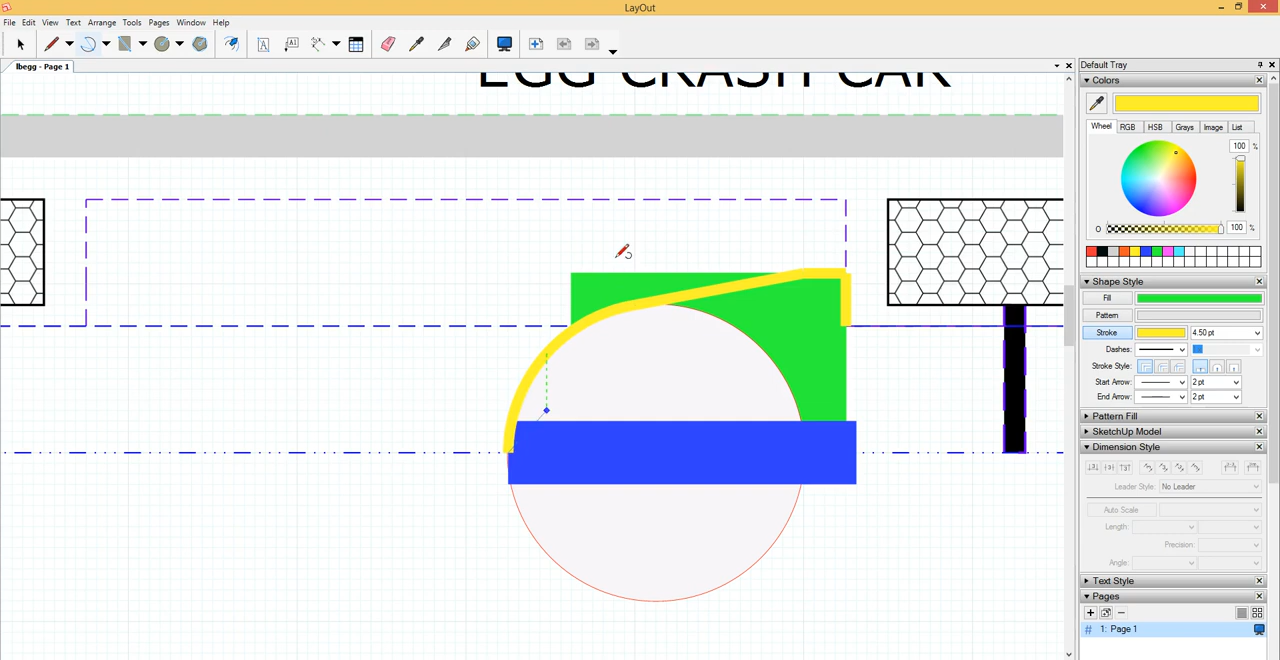 LayOut
File Edit View Text Arrange Tools Pages Window Help
lbegg - Page 1
EGG CRASH CAR
Default Tray
Colors
Wheel RGB HSB Grays Image List
100 %
O 100 %
Shape Style
Fill
Pattern
Stroke 4.50 pt
Dashes:
Stroke Style:
Start Arrow: 2 pt
End Arrow: 2 pt
Pattern Fill
SketchUp Model
Dimension Style
Leader Style: No Leader
Auto Scale
Length:
Precision:
Angle:
Text Style
Pages
# 1: Page 1